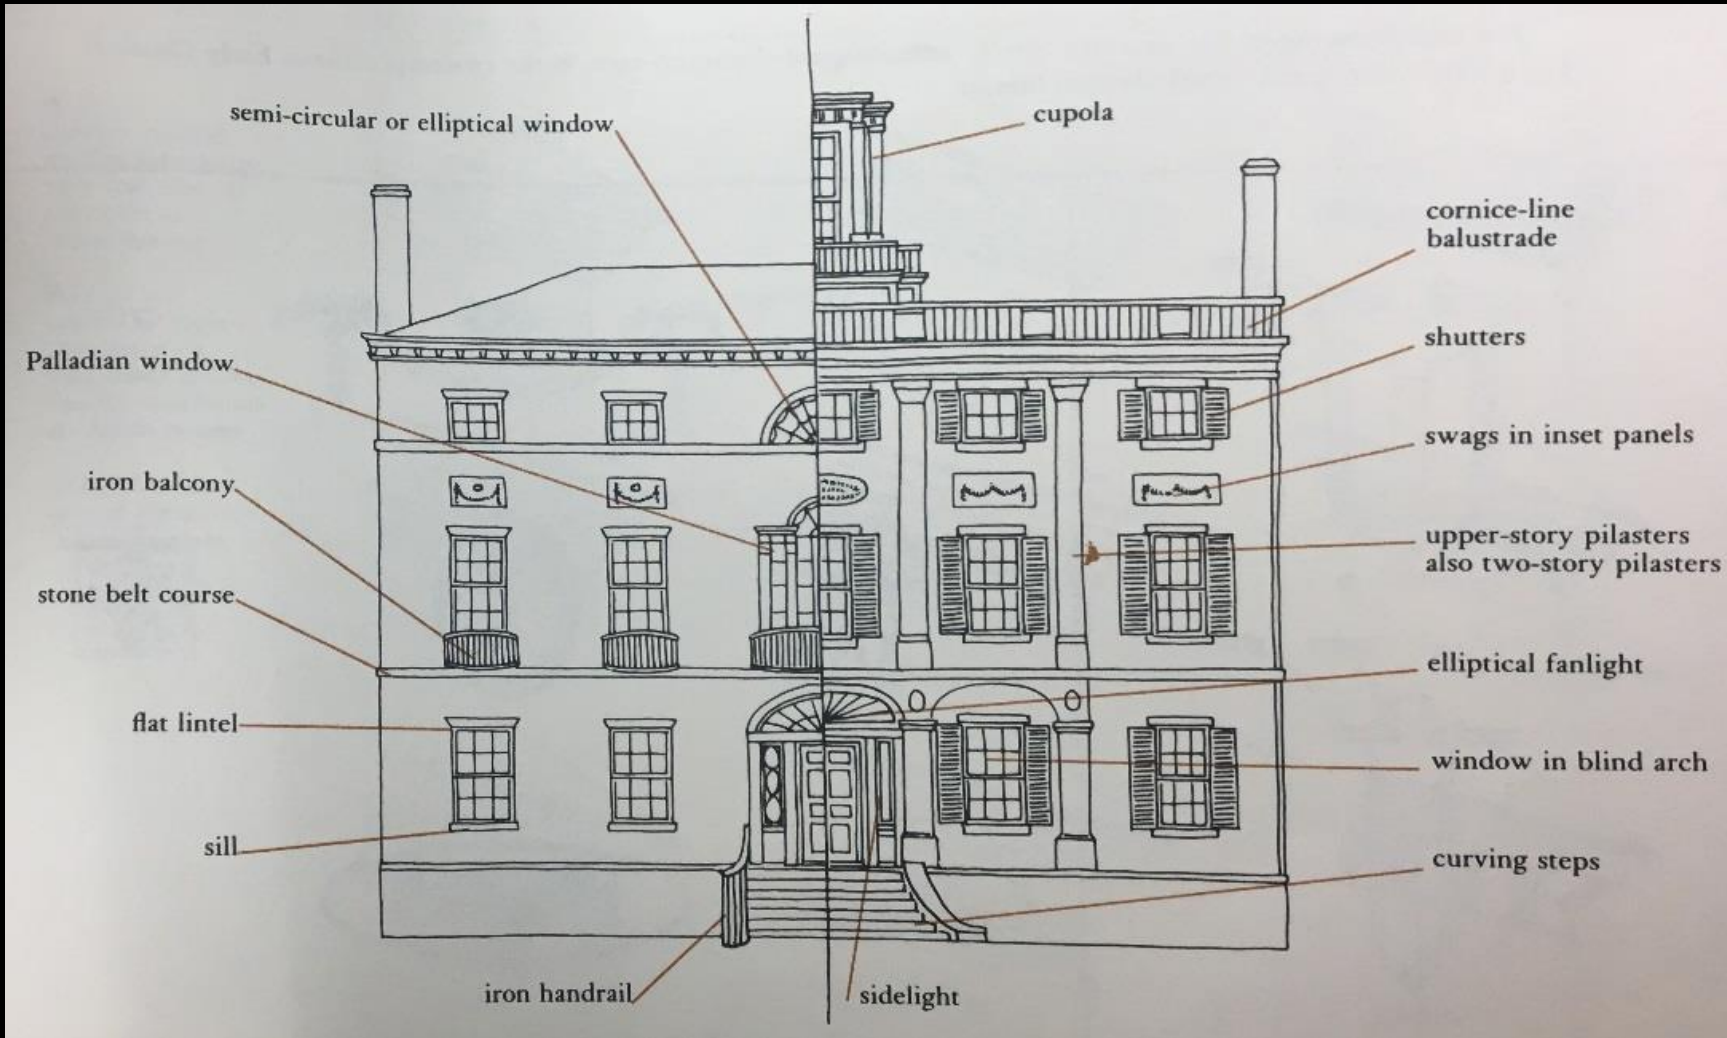 semi-circular or elliptical window
cupola
cornice-line
balustrade
Palladian window
shutters
swags in inset panels
iron balcony
upper-story pilasters
also two-story pilasters
stone belt course
elliptical fanlight
flat lintel
window in blind arch
sill
curving steps
iron handrail
sidelight